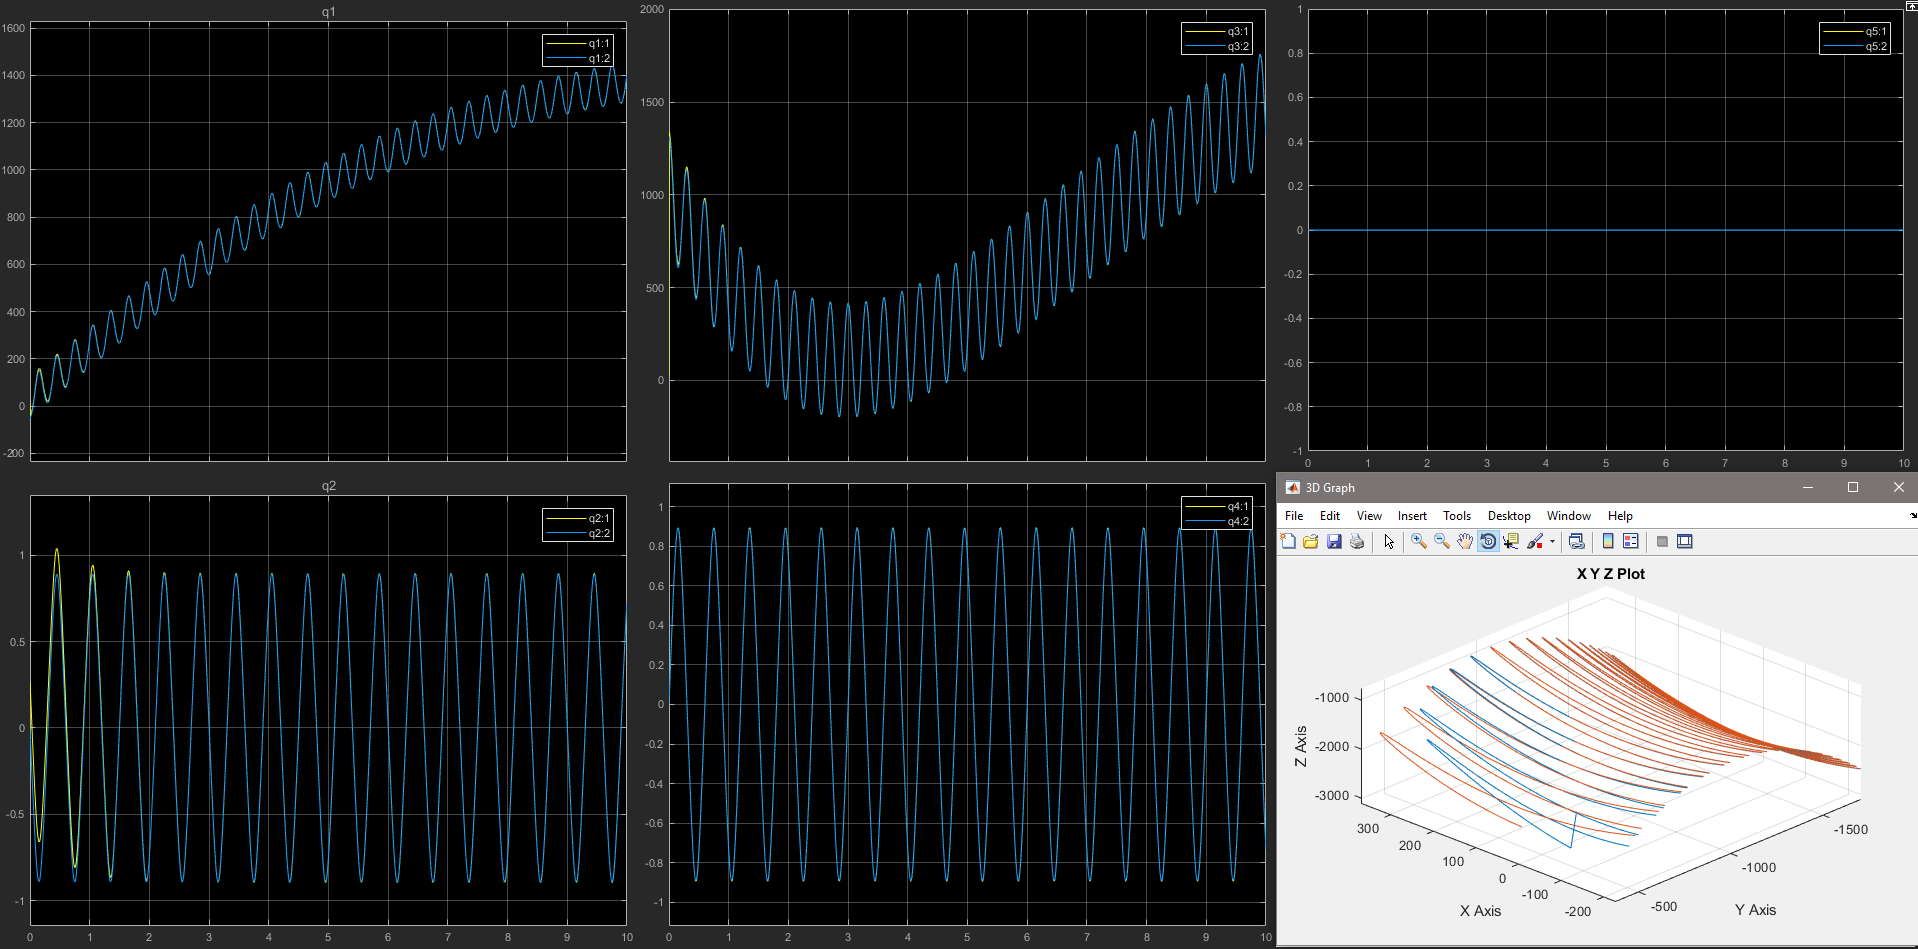 q1
1600
1400
1200
1000
800
600
400
200
0
-200
q1:1
q1:2
2000
1500
1000
500
0
q3:1
q3:2
1
0.8
0.6
0.4
0.2
0
-0.2
-0.4
-0.6
-0.8
-1
q5:1
q5:2
0 1 2 3 4 5 6 7 8 9 10
q2
1
0.5
0
-0.5
-1
q2:1
q2:2
0 1 2 3 4 5 6 7 8 9 10
1
0.8
0.6
0.4
0.2
0
-0.2
-0.4
-0.6
-0.8
-1
q4:1
q4:2
0 1 2 3 4 5 6 7 8 9 10
3D Graph
File Edit View Insert Tools Desktop Window Help
X Y Z Plot
Z Axis
-1000
-2000
-3000
300
200
100
0
-100
-200
X Axis
-500
-1000
-1500
Y Axis